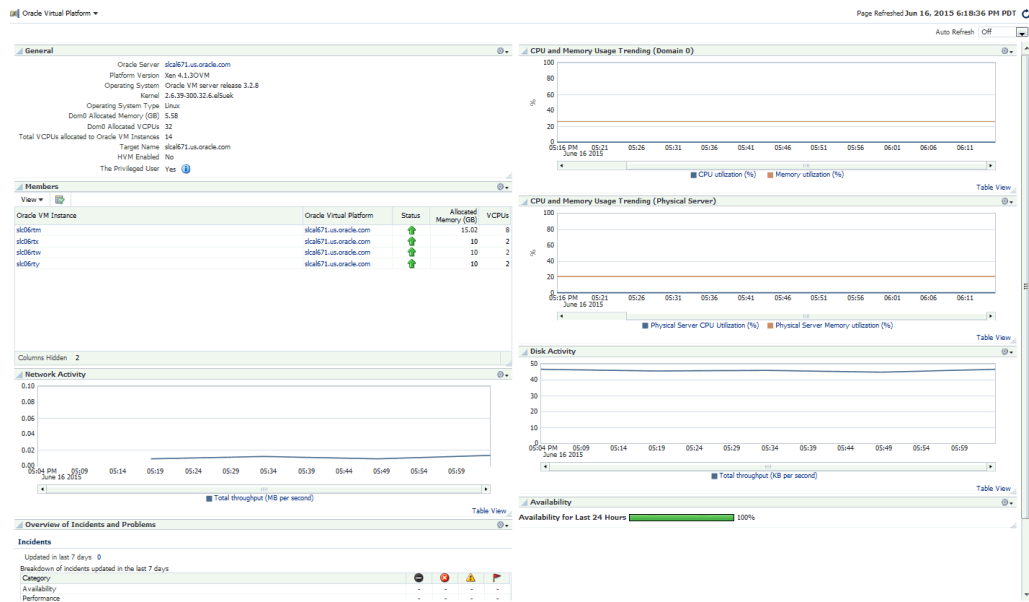 Oracle Virtual Platform
Page Refreshed Jun 16, 2015 6:18:36 PM PDT
Auto Refresh Off
General
Oracle Server slcal671.us.oracle.com
Platform Version Xen 4.1.3OVM
Operating System Oracle VM server release 3.2.8
Kernel 2.6.39-300.32.6.el5uek
Operating System Type Linux
Dom0 Allocated Memory (GB) 5.58
Dom0 Allocated VCPUs 32
Total VCPUs allocated to Oracle VM Instances 14
Target Name slcal671.us.oracle.com
HVM Enabled No
The Privileged User Yes
Members
View
Oracle VM Instance Oracle Virtual Platform Status Allocated Memory (GB) VCPUs
slc06rtm slcal671.us.oracle.com 15.02 8
slc06rtx slcal671.us.oracle.com 10 2
slc06rtw slcal671.us.oracle.com 10 2
slc06rty slcal671.us.oracle.com 10 2
Columns Hidden 2
Network Activity
0.10
0.08
0.06
0.04
0.02
0.00
05:04 PM 05:09 05:14 05:19 05:24 05:29 05:34 05:39 05:44 05:49 05:54 05:59
June 16 2015
Total throughput (MB per second)
Table View
Overview of Incidents and Problems
Incidents
Updated in last 7 days 0
Breakdown of incidents updated in the last 7 days
Category
Availability - - - -
Performance - - - -
CPU and Memory Usage Trending (Domain 0)
100
80
60
40
20
0
%
05:16 PM 05:21 05:26 05:31 05:36 05:41 05:46 05:51 05:56 06:01 06:06 06:11
June 16 2015
CPU utilization (%) Memory utilization (%)
Table View
CPU and Memory Usage Trending (Physical Server)
100
80
60
40
20
0
%
05:16 PM 05:21 05:26 05:31 05:36 05:41 05:46 05:51 05:56 06:01 06:06 06:11
June 16 2015
Physical Server CPU Utilization (%) Physical Server Memory utilization (%)
Table View
Disk Activity
50
40
30
20
10
0
05:04 PM 05:09 05:14 05:19 05:24 05:29 05:34 05:39 05:44 05:49 05:54 05:59
June 16 2015
Total throughput (KB per second)
Table View
Availability
Availability for Last 24 Hours 100%